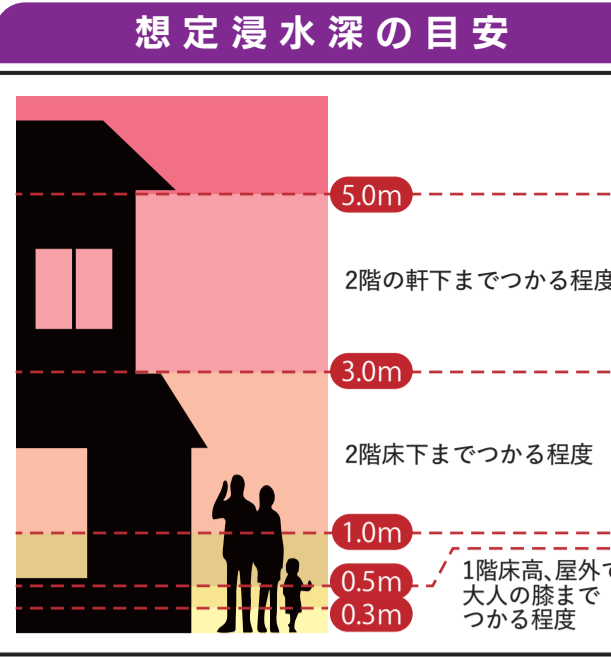 想定浸水深の目安
5.0m
2階の軒下までつかる程度
3.0m
2階床下までつかる程度
1.0m
0.5m
1階床高、屋外で
大人の膝まで
つかる程度
0.3m